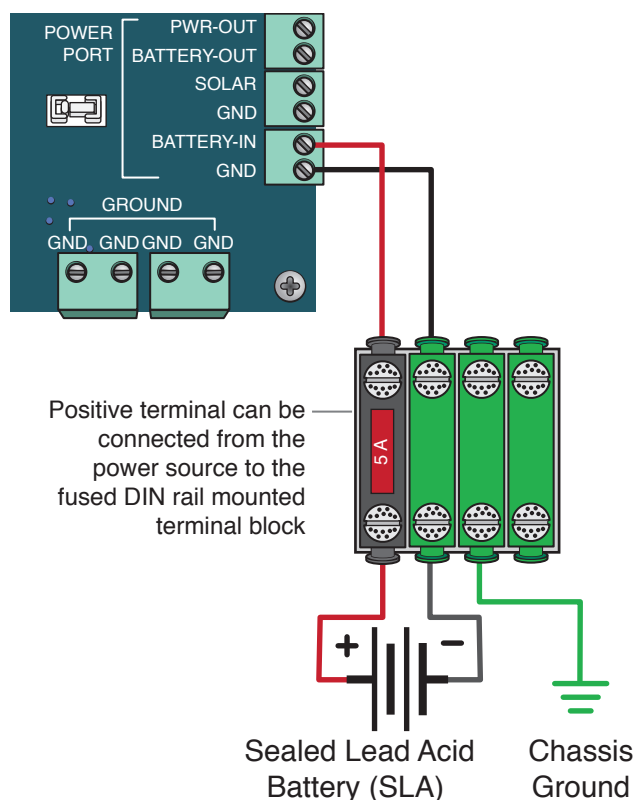 POWER
PORT
PWR-OUT
BATTERY-OUT
SOLAR
GND
BATTERY-IN
GND
GROUND
GND GND GND GND
Positive terminal can be
connected from the
power source to the
fused DIN rail mounted
terminal block
5 A
+ −
Sealed Lead Acid
Battery (SLA)
Chassis
Ground